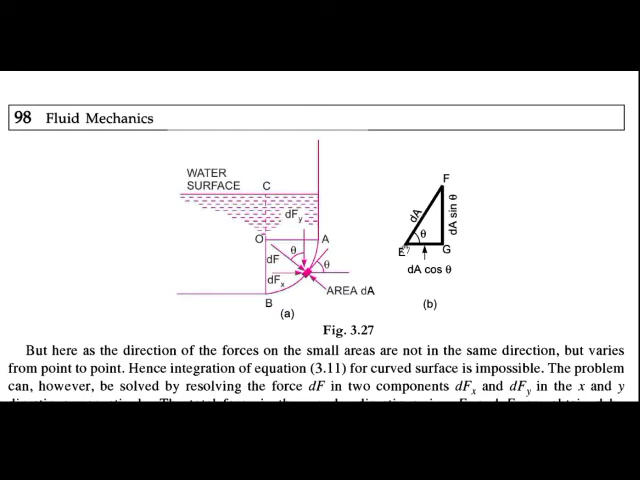 98 Fluid Mechanics
WATER
SURFACE
C
dFy
O
A
θ
dF
θ
dFx
AREA dA
B
(a)
F
dA
dA sin θ
θ
E
G
dA cos θ
(b)
Fig. 3.27
But here as the direction of the forces on the small areas are not in the same direction, but varies
from point to point. Hence integration of equation (3.11) for curved surface is impossible. The problem
can, however, be solved by resolving the force dF in two components dFx and dFy in the x and y